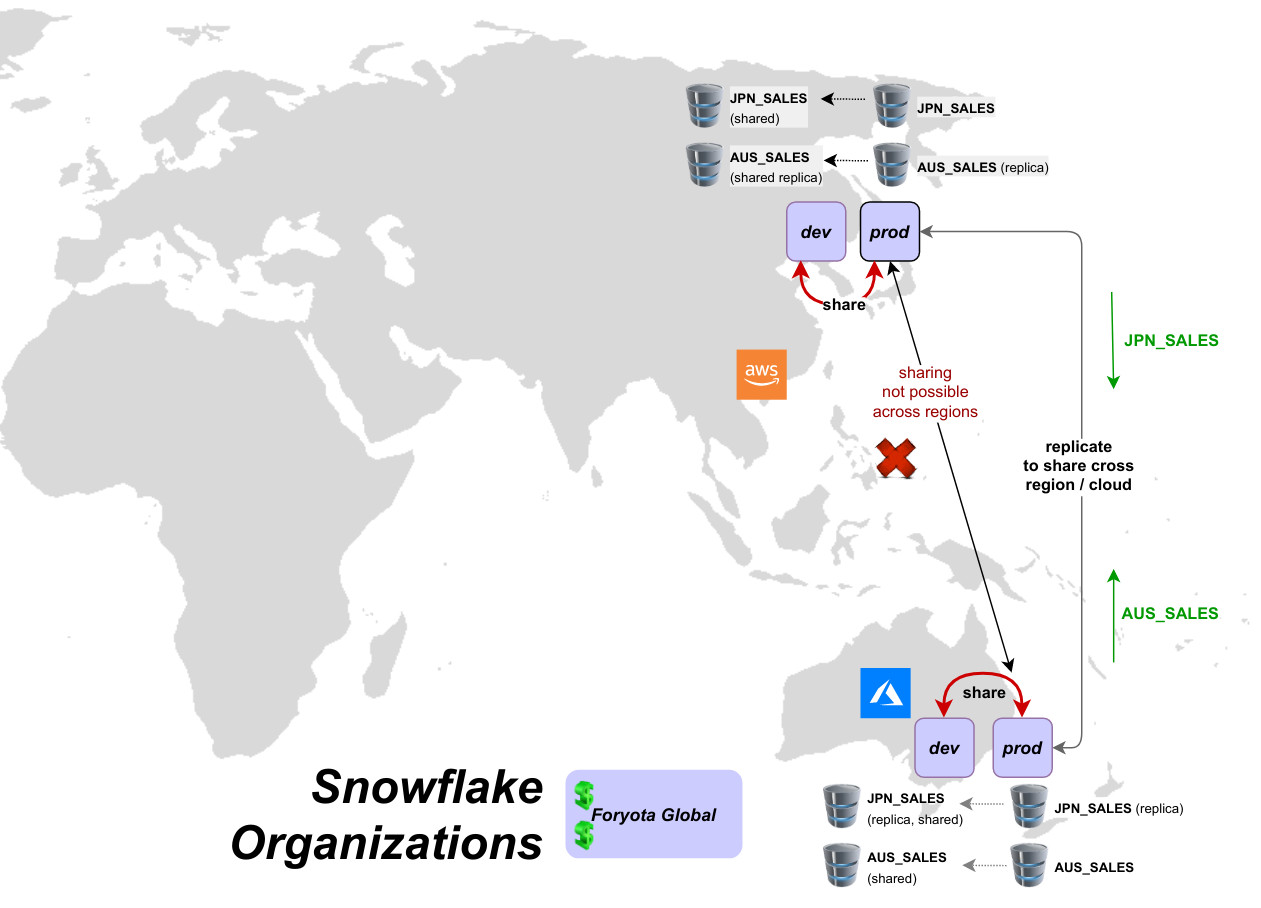 JPN_SALES
(shared)
JPN_SALES
AUS_SALES
(shared replica)
AUS_SALES (replica)
dev
prod
share
aws
sharing
not possible
across regions
JPN_SALES
replicate
to share cross
region / cloud
AUS_SALES
share
dev
prod
JPN_SALES
(replica, shared)
JPN_SALES (replica)
AUS_SALES
(shared)
AUS_SALES
Snowflake
Organizations
$
$
Foryota Global